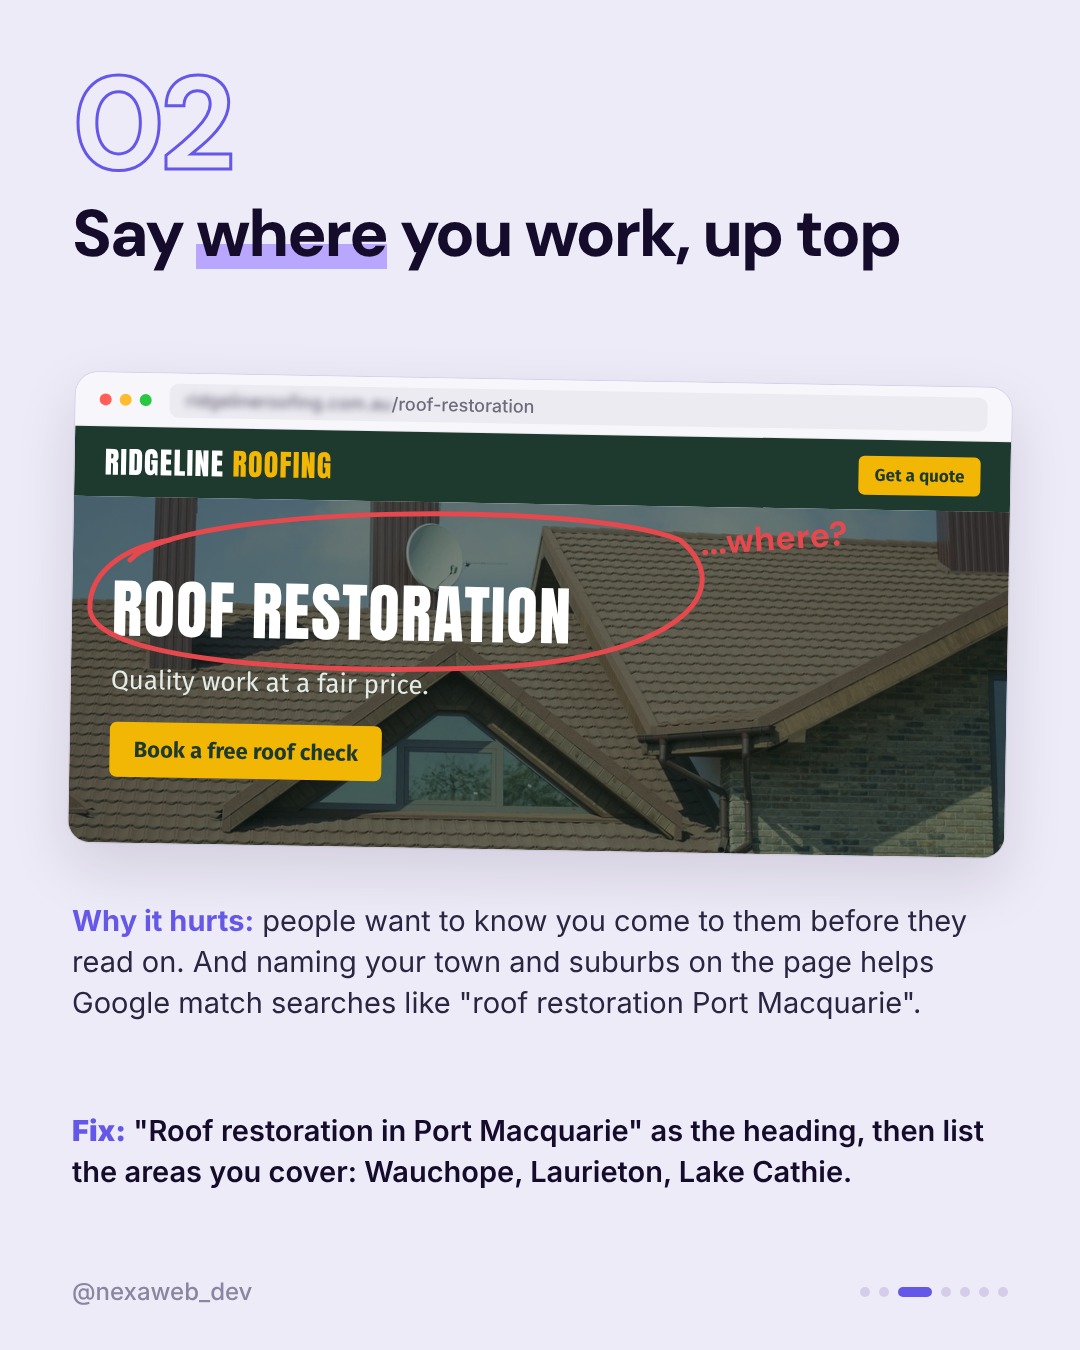 02
Say where you work, up top
/roof-restoration
RIDGELINE ROOFING
Get a quote
...where?
ROOF RESTORATION
Quality work at a fair price.
Book a free roof check
Why it hurts: people want to know you come to them before they
read on. And naming your town and suburbs on the page helps
Google match searches like "roof restoration Port Macquarie".
Fix: "Roof restoration in Port Macquarie" as the heading, then list
the areas you cover: Wauchope, Laurieton, Lake Cathie.
@nexaweb_dev